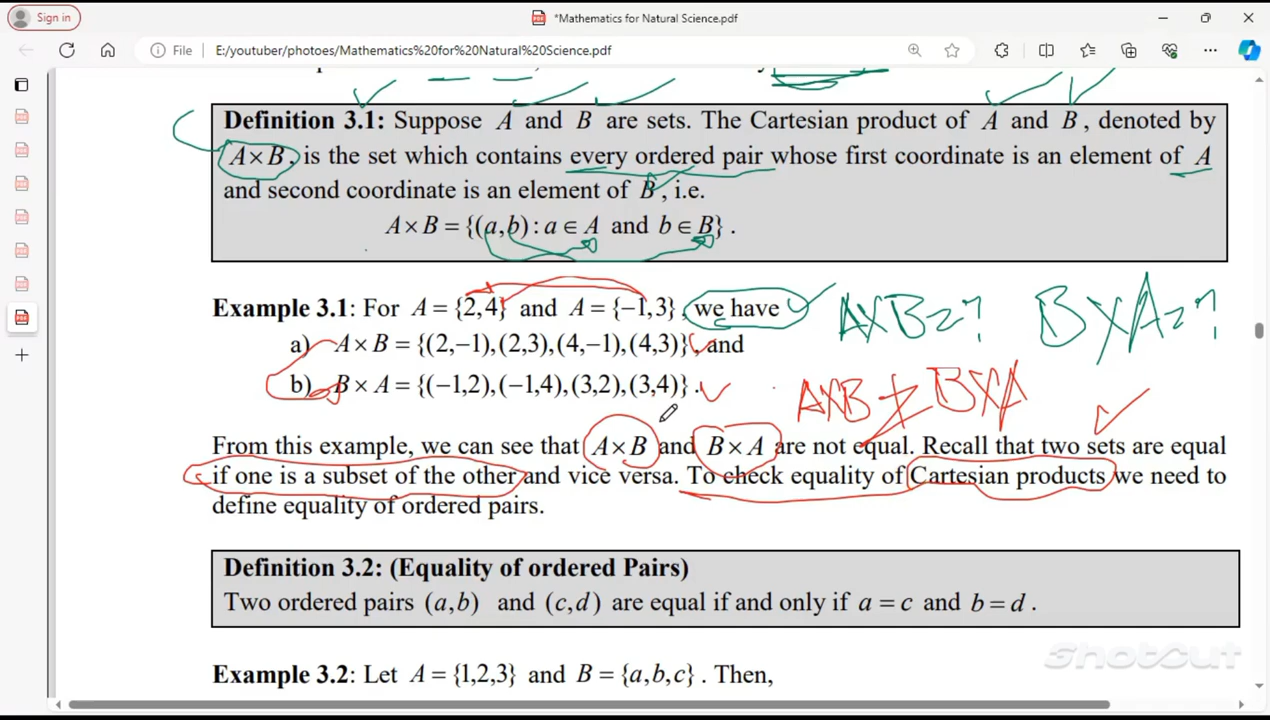 Sign in
*Mathematics for Natural Science.pdf
File
E:/youtuber/photoes/Mathematics%20for%20Natural%20Science.pdf
Definition 3.1: Suppose A and B are sets. The Cartesian product of A and B, denoted by
A×B, is the set which contains every ordered pair whose first coordinate is an element of A
and second coordinate is an element of B, i.e.
A×B = {(a,b) : a ∈ A and b ∈ B} .
Example 3.1: For A = {2,4} and A = {−1,3}, we have
A×B=? B×A=?
a) A×B = {(2,−1),(2,3),(4,−1),(4,3)}, and
b) B×A = {(−1,2),(−1,4),(3,2),(3,4)} .
A×B ≠ B×A
From this example, we can see that A×B and B×A are not equal. Recall that two sets are equal
if one is a subset of the other and vice versa. To check equality of Cartesian products we need to
define equality of ordered pairs.
Definition 3.2: (Equality of ordered Pairs)
Two ordered pairs (a,b) and (c,d) are equal if and only if a = c and b = d .
Shotcut
Example 3.2: Let A = {1,2,3} and B = {a,b,c} . Then,